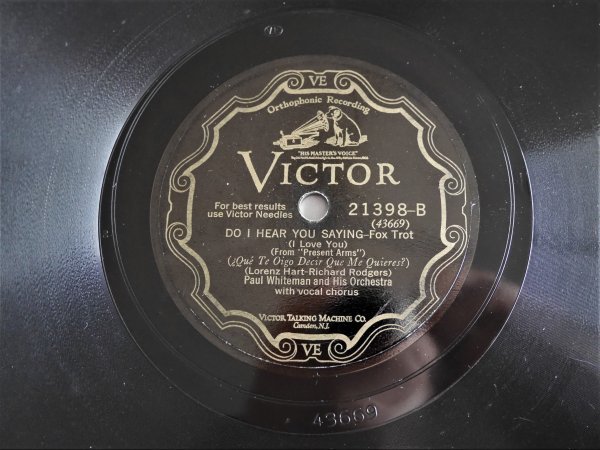 VE
Orthophonic Recording
"HIS MASTER'S VOICE"
VICTOR
For best results
use Victor Needles
21398-B
(43669)
DO I HEAR YOU SAYING-Fox Trot
(I Love You)
(From "Present Arms")
(¿Qué Te Oigo Decir Que Me Quieres?)
(Lorenz Hart-Richard Rodgers)
Paul Whiteman and His Orchestra
with vocal chorus
VICTOR TALKING MACHINE CO.
Camden, N.J.
VE
43669